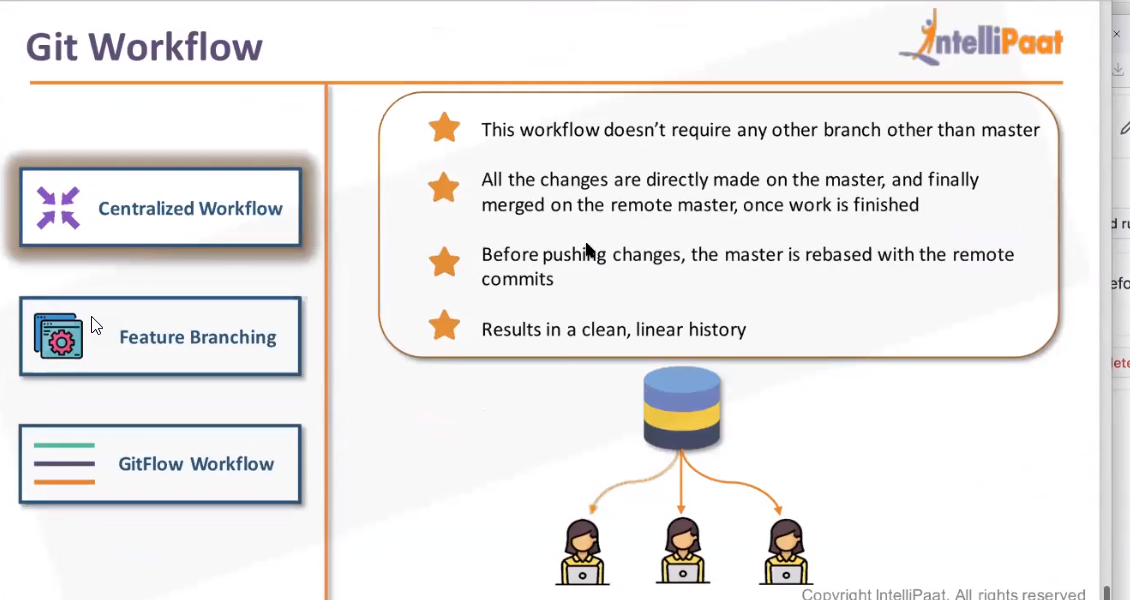 Git Workflow
IntelliPaat
Centralized Workflow
Feature Branching
GitFlow Workflow
This workflow doesn’t require any other branch other than master
All the changes are directly made on the master, and finally
merged on the remote master, once work is finished
Before pushing changes, the master is rebased with the remote
commits
Results in a clean, linear history
Copyright IntelliPaat. All rights reserved